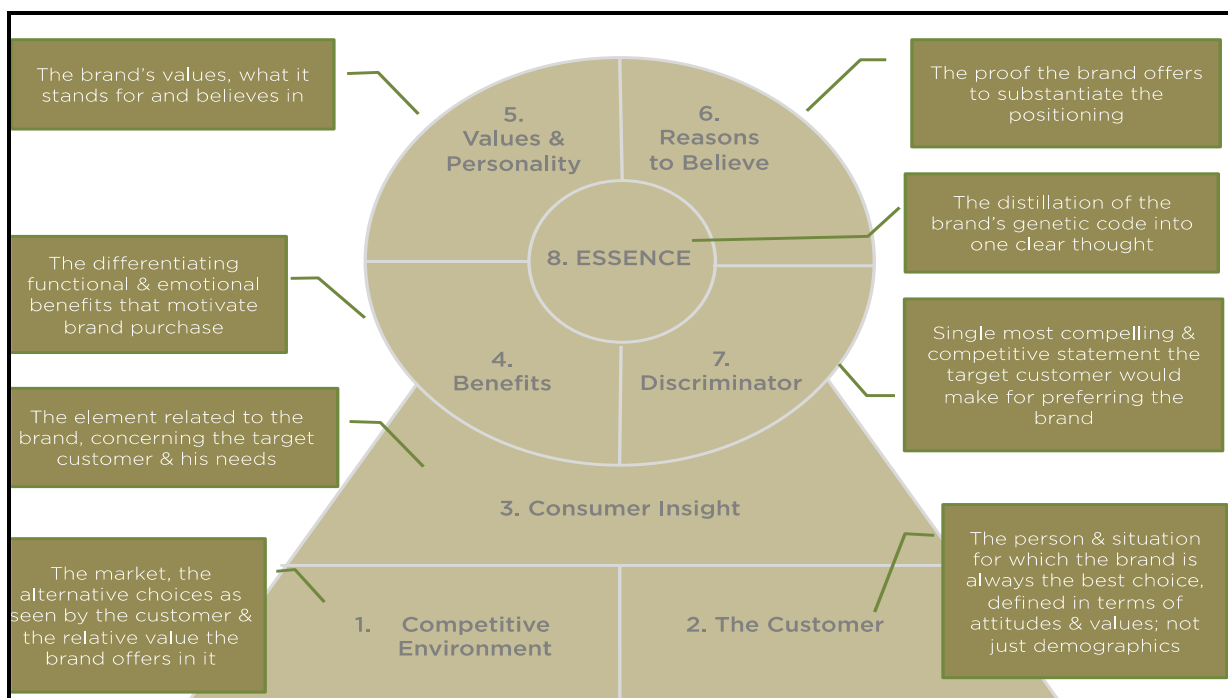 The brand's values, what it
stands for and believes in
5.
Values &
Personality
6.
Reasons
to Believe
The proof the brand offers
to substantiate the
positioning
The distillation of the
brand's genetic code into
one clear thought
8. ESSENCE
The differentiating
functional & emotional
benefits that motivate
brand purchase
4.
Benefits
7.
Discriminator
Single most compelling &
competitive statement the
target customer would
make for preferring the
brand
The element related to the
brand, concerning the target
customer & his needs
3. Consumer Insight
The market, the
alternative choices as
seen by the customer &
the relative value the
brand offers in it
1. Competitive
Environment
2. The Customer
The person & situation
for which the brand is
always the best choice,
defined in terms of
attitudes & values; not
just demographics